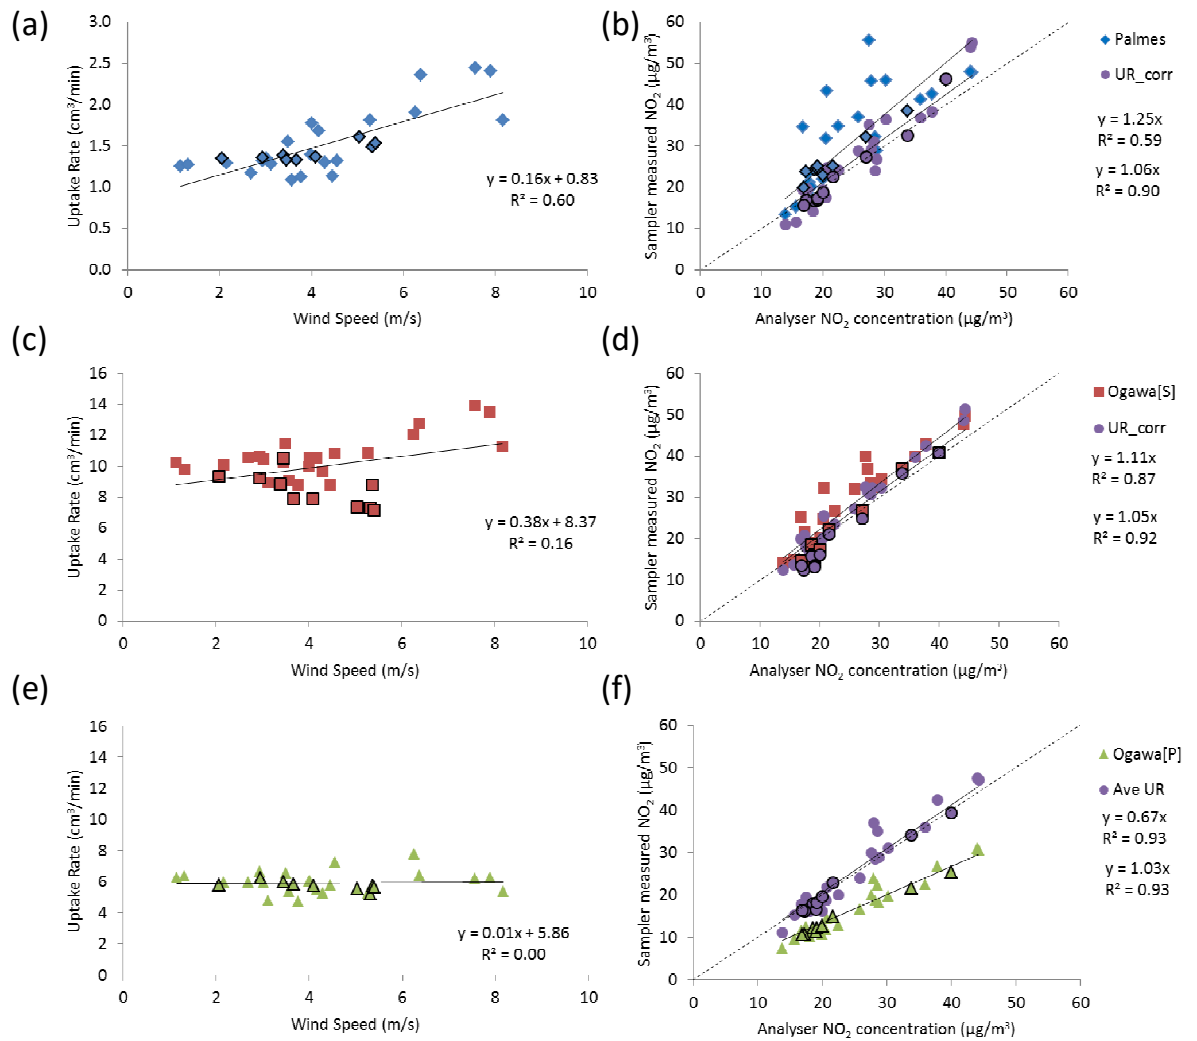 (a)
3.0
2.5
2.0
1.5
1.0
0.5
0.0
Uptake Rate (cm³/min)
y = 0.16x + 0.83
R² = 0.60
0 2 4 6 8 10
Wind Speed (m/s)
(b)
60
50
40
30
20
10
0
Sampler measured NO₂ (µg/m³)
Palmes
UR_corr
y = 1.25x
R² = 0.59
y = 1.06x
R² = 0.90
0 10 20 30 40 50 60
Analyser NO₂ concentration (µg/m³)
(c)
16
14
12
10
8
6
4
2
0
Uptake Rate (cm³/min)
y = 0.38x + 8.37
R² = 0.16
0 2 4 6 8 10
Wind Speed (m/s)
(d)
60
50
40
30
20
10
0
Sampler measured NO₂ (µg/m³)
Ogawa[S]
UR_corr
y = 1.11x
R² = 0.87
y = 1.05x
R² = 0.92
0 10 20 30 40 50 60
Analyser NO₂ concentration (µg/m³)
(e)
16
14
12
10
8
6
4
2
0
Uptake Rate (cm³/min)
y = 0.01x + 5.86
R² = 0.00
0 2 4 6 8 10
Wind Speed (m/s)
(f)
60
50
40
30
20
10
0
Sampler measured NO₂ (µg/m³)
Ogawa[P]
Ave UR
y = 0.67x
R² = 0.93
y = 1.03x
R² = 0.93
0 10 20 30 40 50 60
Analyser NO₂ concentration (µg/m³)